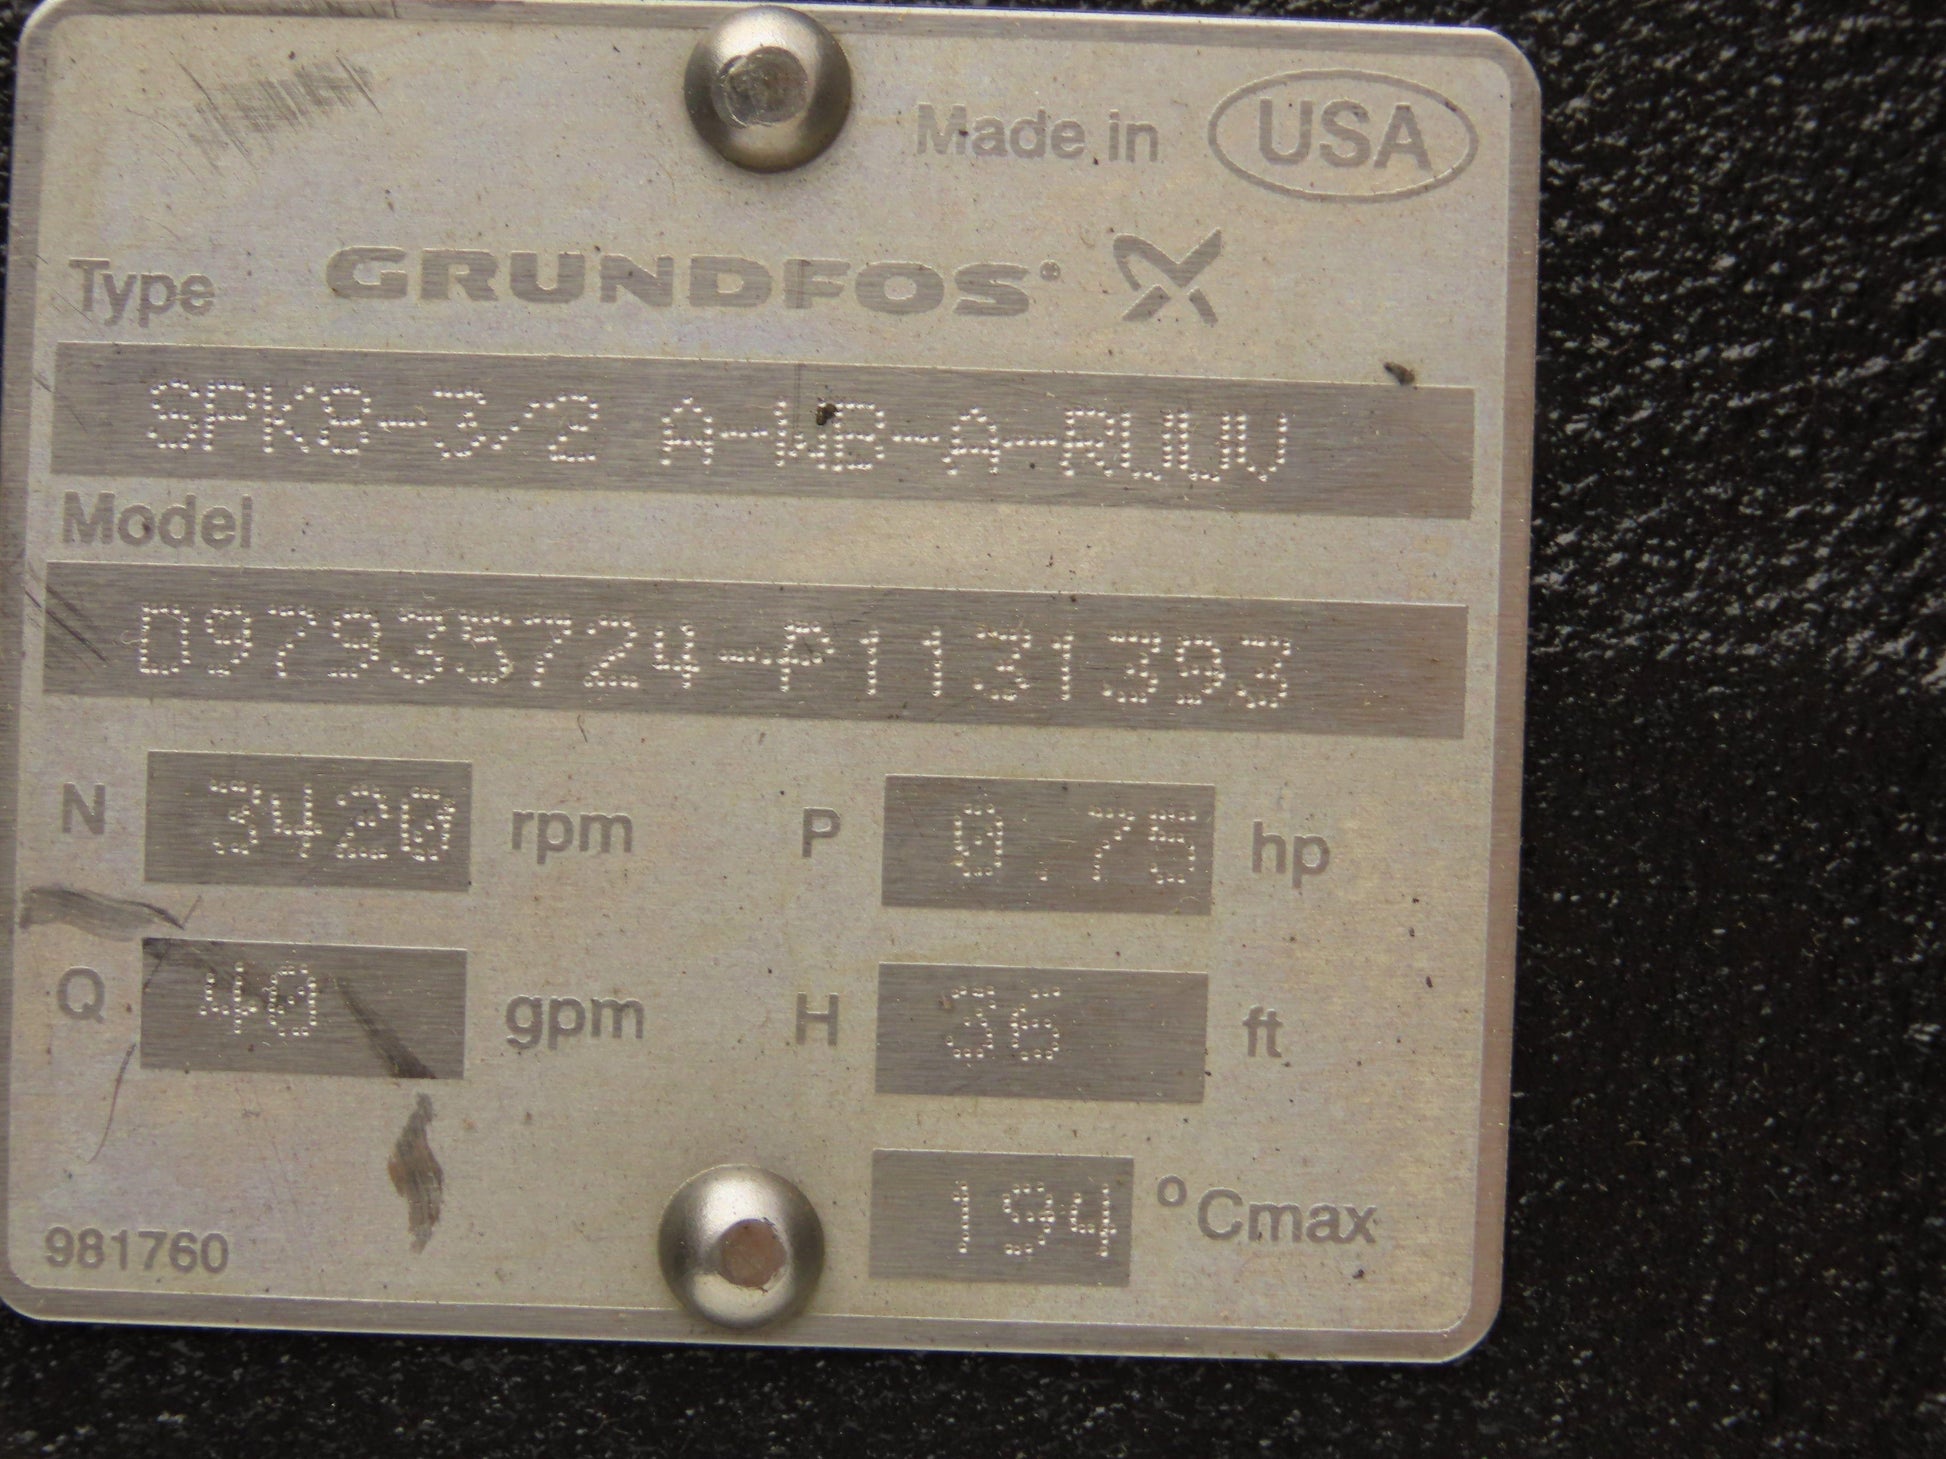 Made in USA
Type GRUNDFOS®
SPK8-3/2 A-WB-A-RUUV
Model
D97935724-P1131393
N 3420 rpm P 0.75 hp
Q 40 gpm H ft
194 °Cmax
981760